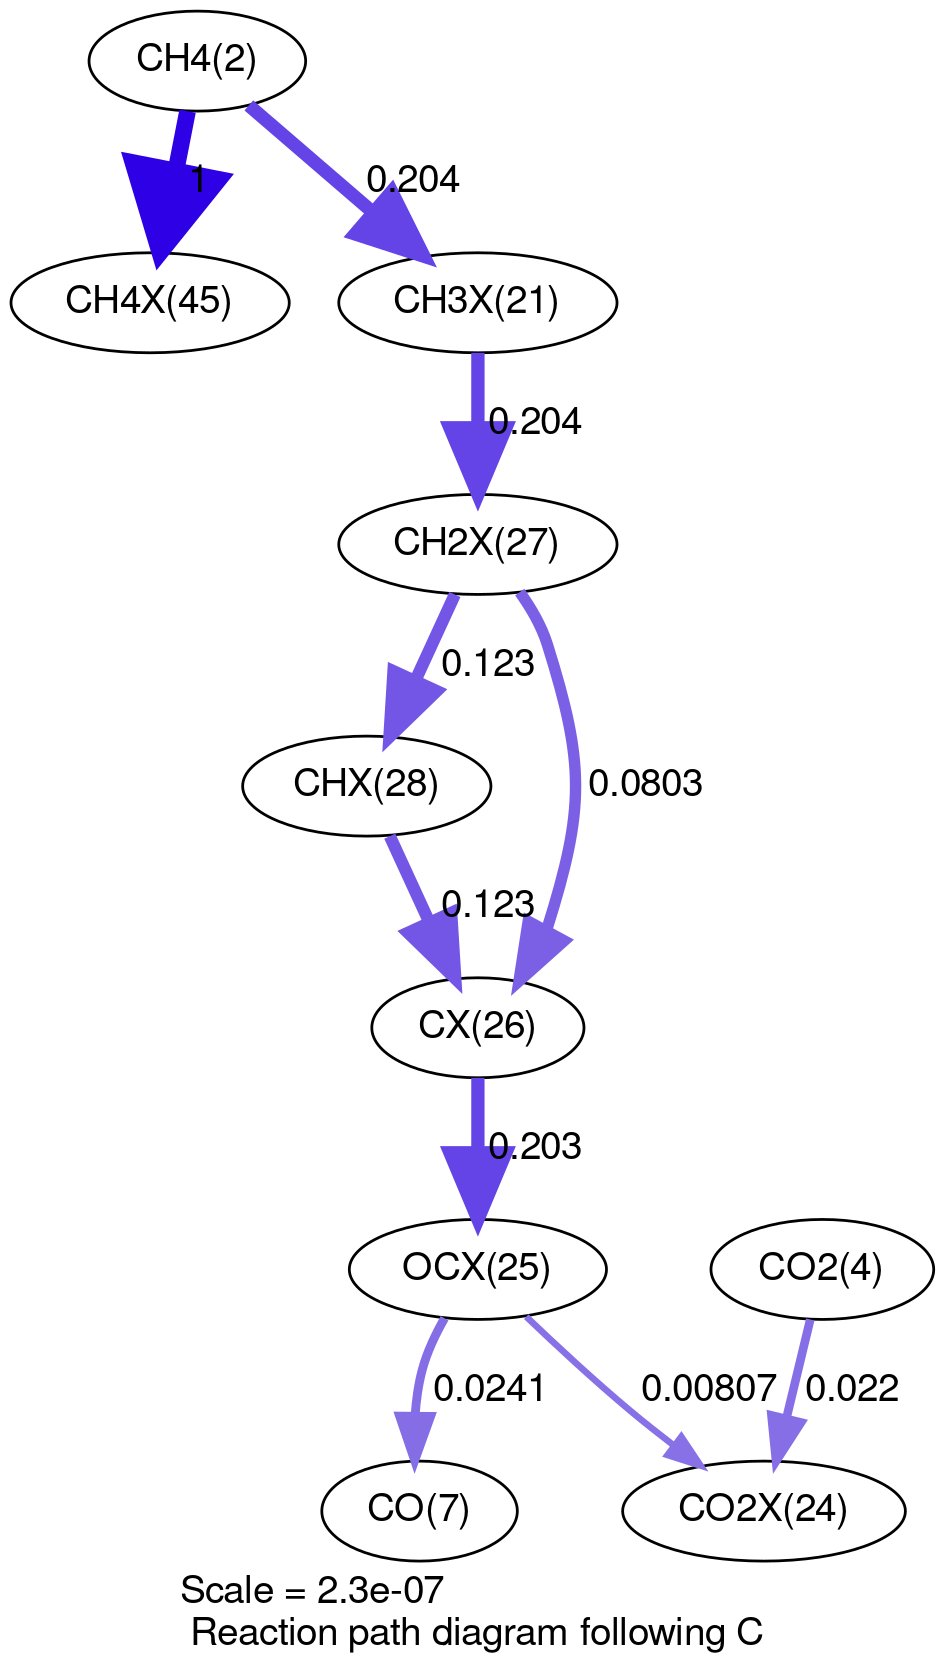 CH4(2)
1
0.204
CH4X(45)
CH3X(21)
0.204
CH2X(27)
0.123
CHX(28)
0.0803
0.123
CX(26)
0.203
OCX(25)
CO2(4)
0.0241
0.00807
0.022
CO(7)
CO2X(24)
Scale = 2.3e-07
Reaction path diagram following C